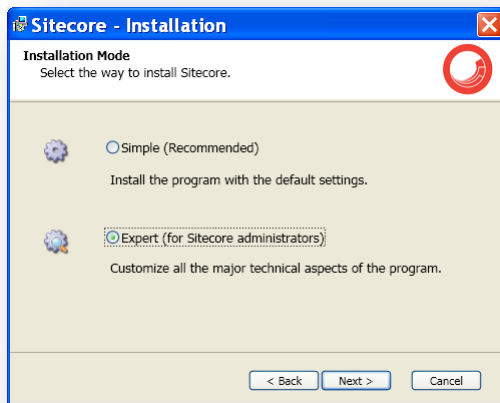 Sitecore - Installation
Installation Mode
Select the way to install Sitecore.
Simple (Recommended)
Install the program with the default settings.
Expert (for Sitecore administrators)
Customize all the major technical aspects of the program.
< Back
Next >
Cancel